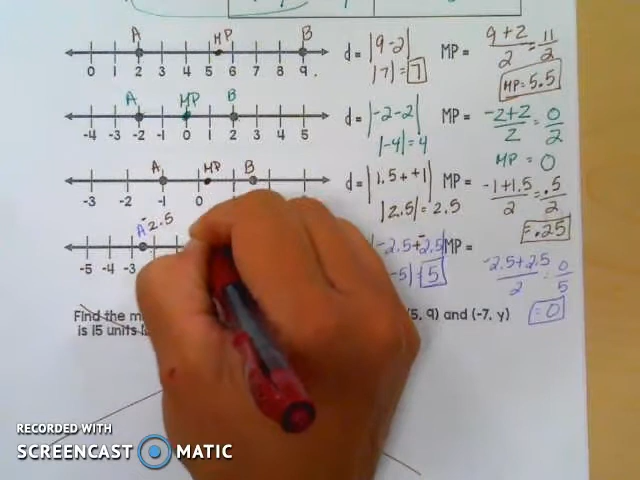 A MP B
0 1 2 3 4 5 6 7 8 9
d = |9-2|
|7| = 7
MP = 9+2/2 = 11/2
MP = 5.5
A MP B
-4 -3 -2 -1 0 1 2 3 4 5
d = |-2-2|
|-4| = 4
MP = -2+2/2 = 0/2
MP = 0
A MP B
-3 -2 -1 0
d = |1.5 + +1|
|2.5| = 2.5
MP = -1+1.5/2 = .5/2
= .25
A -2.5
-5 -4 -3
-2.5+-2.5|
-5| = 5
MP = -2.5+2.5/2 = 0/5
= 0
Find the m (5, 9) and (-7, y)
is 15 units
RECORDED WITH
SCREENCAST MATIC